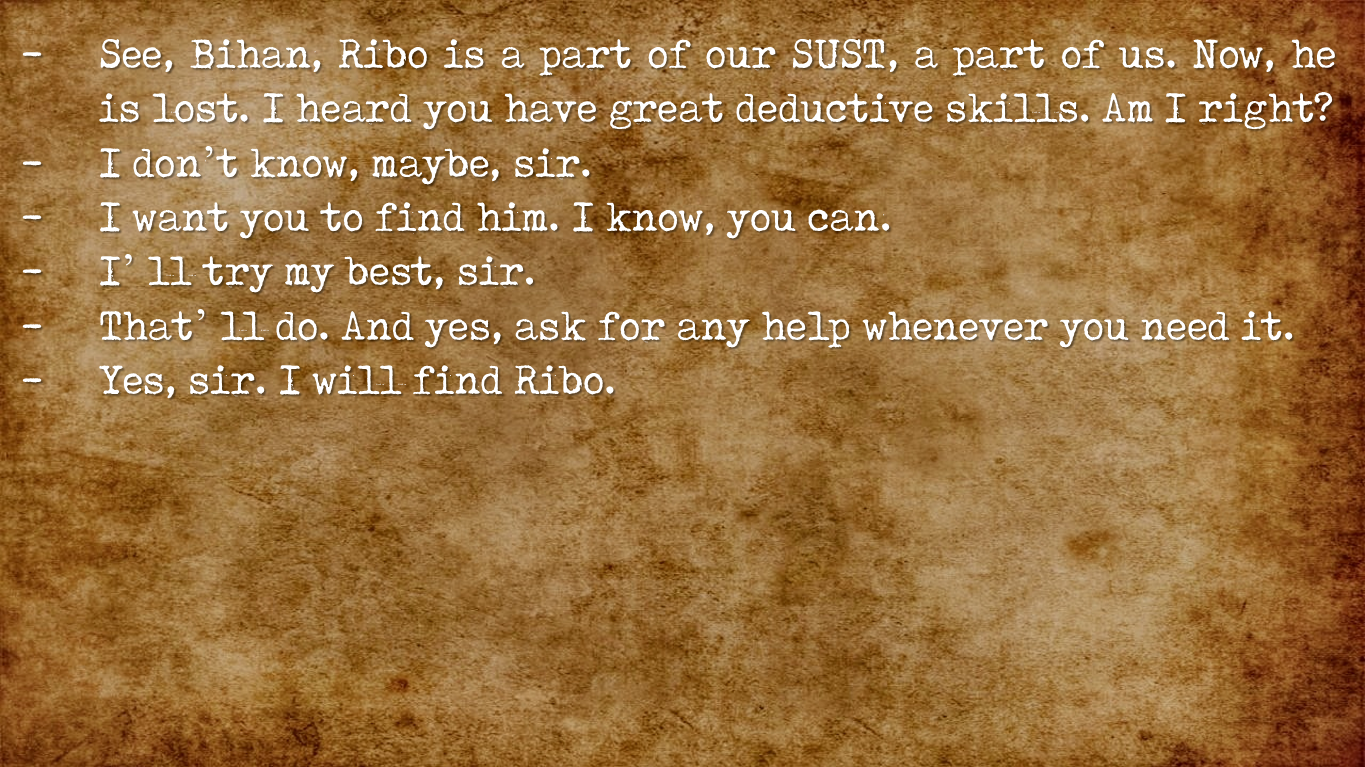 - See, Bihan, Ribo is a part of our SUST, a part of us. Now, he
is lost. I heard you have great deductive skills. Am I right?
- I don't know, maybe, sir.
- I want you to find him. I know, you can.
- I' ll try my best, sir.
- That' ll do. And yes, ask for any help whenever you need it.
- Yes, sir. I will find Ribo.